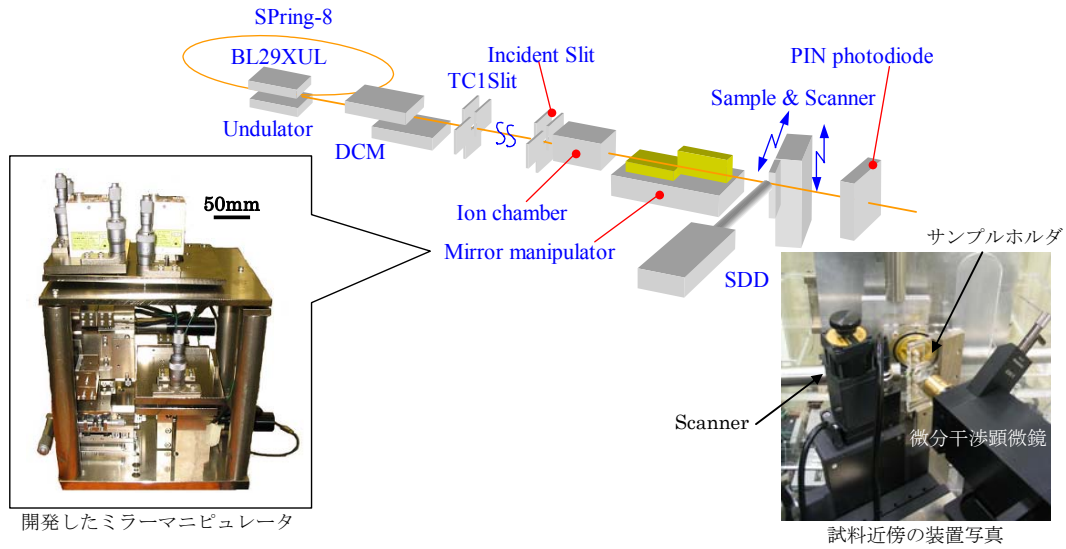 SPring-8
BL29XUL
Undulator
DCM
TC1Slit
Incident Slit
Ion chamber
Mirror manipulator
SDD
Sample & Scanner
PIN photodiode
50mm
開発したミラーマニピュレータ
サンプルホルダ
Scanner
微分干渉顕微鏡
試料近傍の装置写真